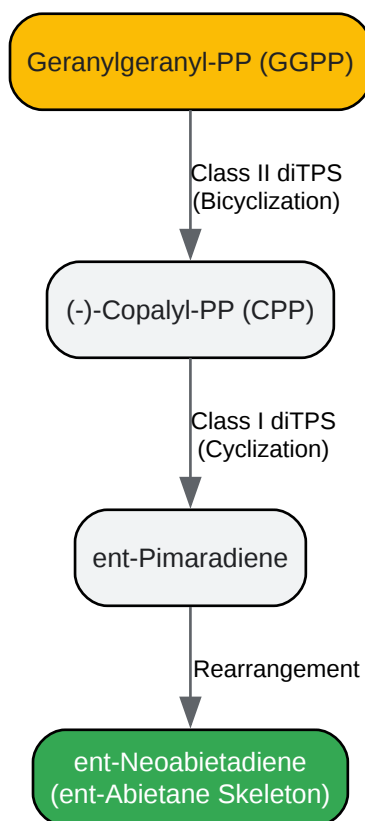 Geranylgeranyl-PP (GGPP)
Class II diTPS
(Bicyclization)
(-)-Copalyl-PP (CPP)
Class I diTPS
(Cyclization)
ent-Pimaradiene
Rearrangement
ent-Neoabietadiene
(ent-Abietane Skeleton)